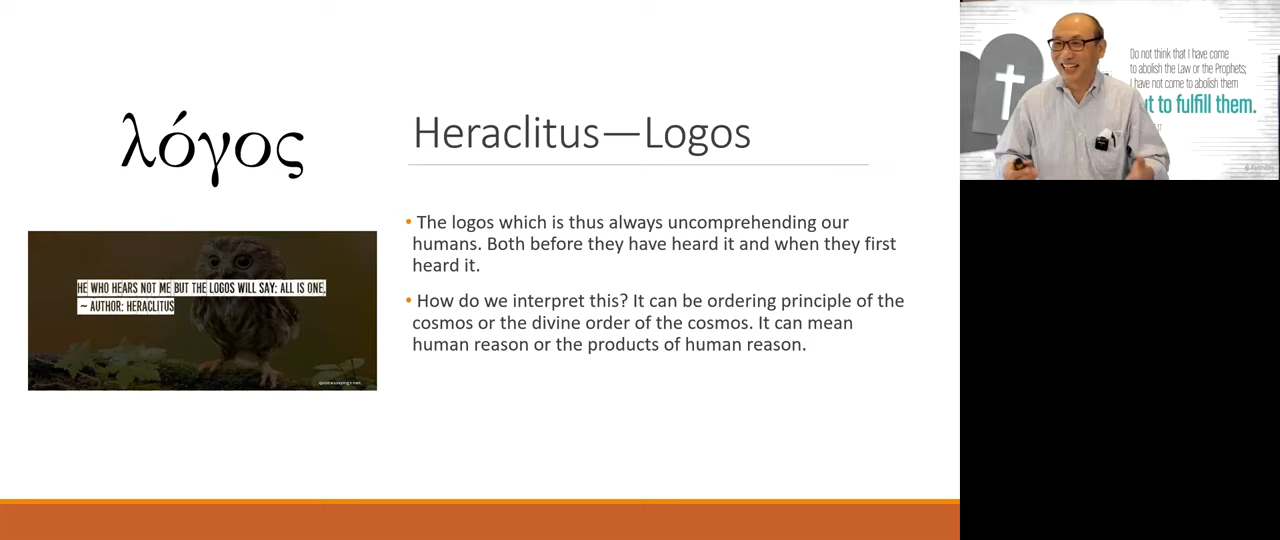 λόγος
Heraclitus—Logos
• The logos which is thus always uncomprehending our
humans. Both before they have heard it and when they first
heard it.
• How do we interpret this? It can be ordering principle of the
cosmos or the divine order of the cosmos. It can mean
human reason or the products of human reason.
HE WHO HEARS NOT ME BUT THE LOGOS WILL SAY: ALL IS ONE.
~ AUTHOR: HERACLITUS
Do not think that I have come
to abolish the Law or the Prophets;
I have not come to abolish them
to fulfill them.